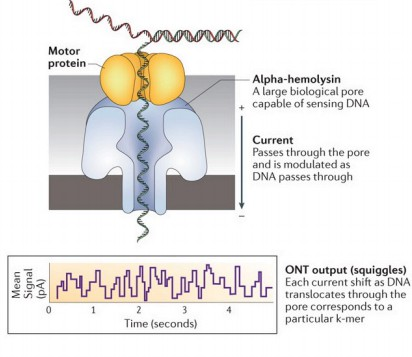 Motor
protein
Alpha-hemolysin
A large biological pore
capable of sensing DNA
+
Current
Passes through the pore
and is modulated as
DNA passes through
–
Mean
Signal
(pA)
0 1 2 3 4
Time (seconds)
ONT output (squiggles)
Each current shift as DNA
translocates through the
pore corresponds to a
particular k-mer